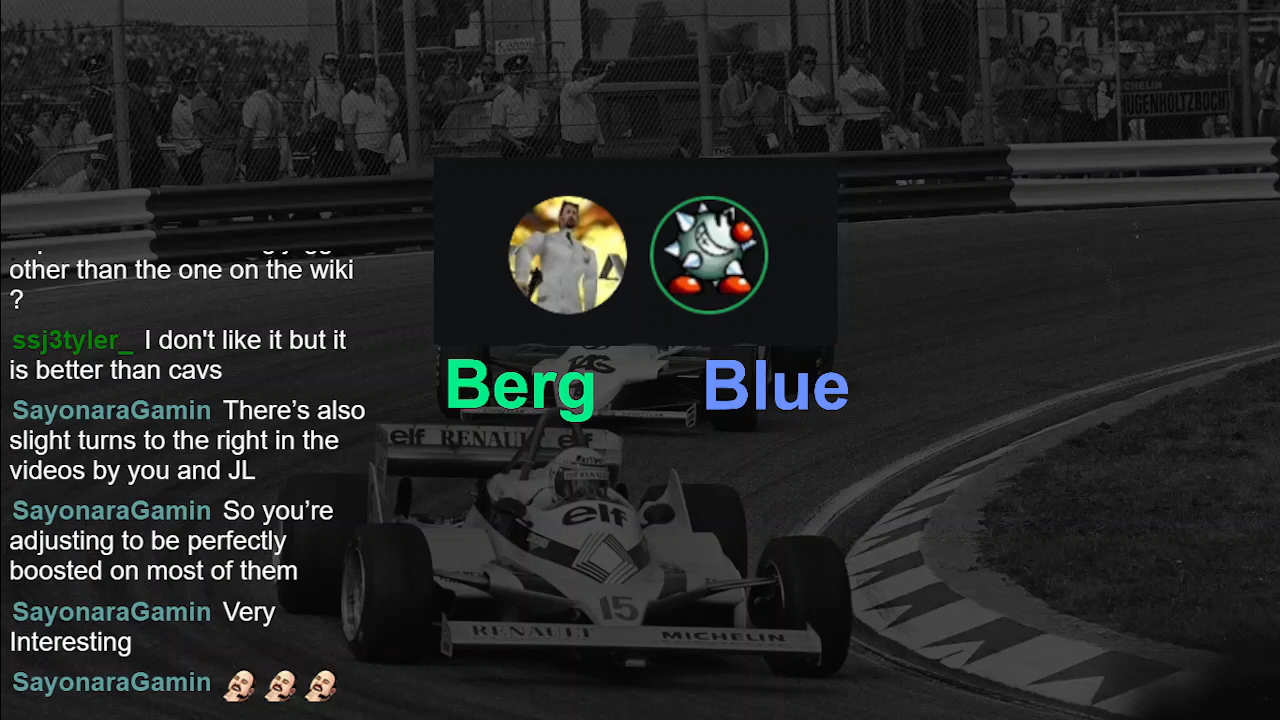 Canon
MICHELIN
other than the one on the wiki
?
ssj3tyler_ I don't like it but it
is better than cavs
SayonaraGamin There’s also
slight turns to the right in the
videos by you and JL
SayonaraGamin So you’re
adjusting to be perfectly
boosted on most of them
SayonaraGamin Very
Interesting
SayonaraGamin
Berg Blue
elf RENAULT elf
elf
15
RENAULT MICHELIN